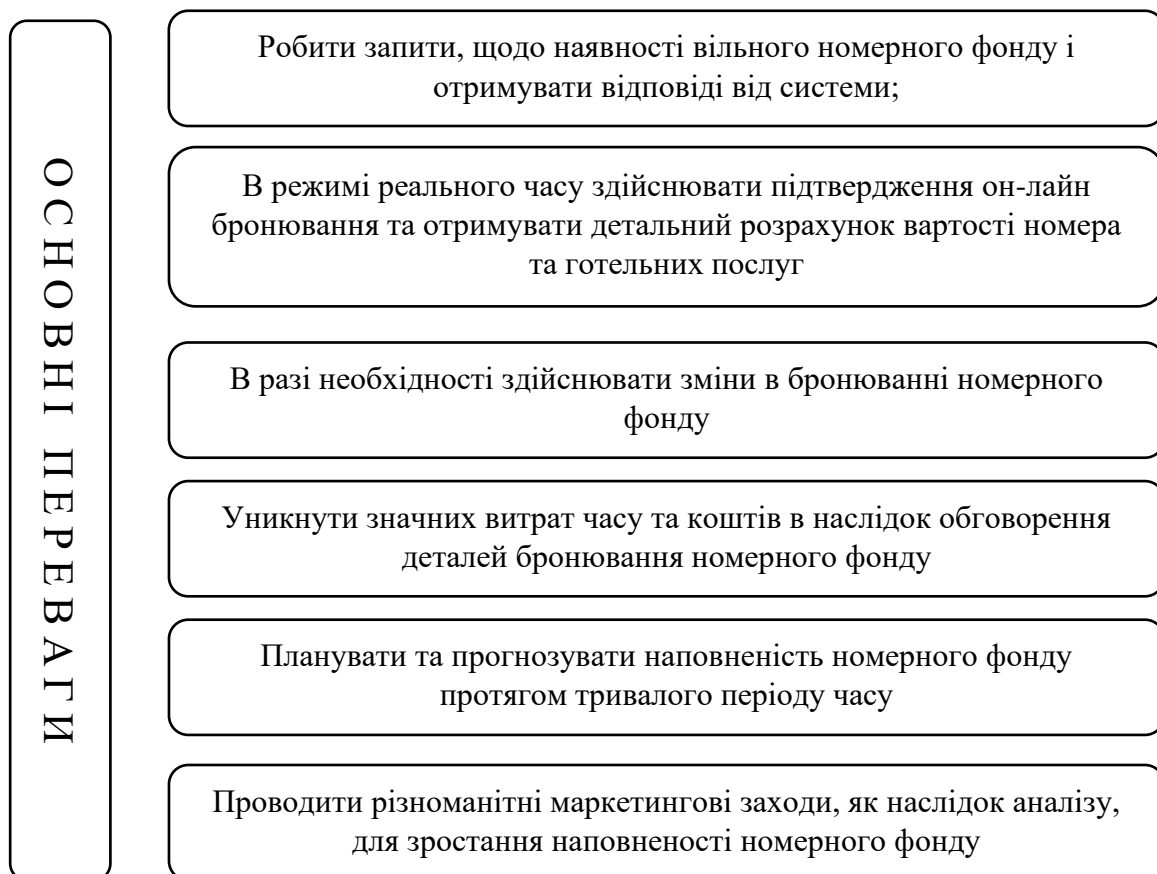 ОСНОВНІ ПЕРЕВАГИ
Робити запити, щодо наявності вільного номерного фонду і
отримувати відповіді від системи;
В режимі реального часу здійснювати підтвердження он-лайн
бронювання та отримувати детальний розрахунок вартості номера
та готельних послуг
В разі необхідності здійснювати зміни в бронюванні номерного
фонду
Уникнути значних витрат часу та коштів в наслідок обговорення
деталей бронювання номерного фонду
Планувати та прогнозувати наповненість номерного фонду
протягом тривалого періоду часу
Проводити різноманітні маркетингові заходи, як наслідок аналізу,
для зростання наповненості номерного фонду